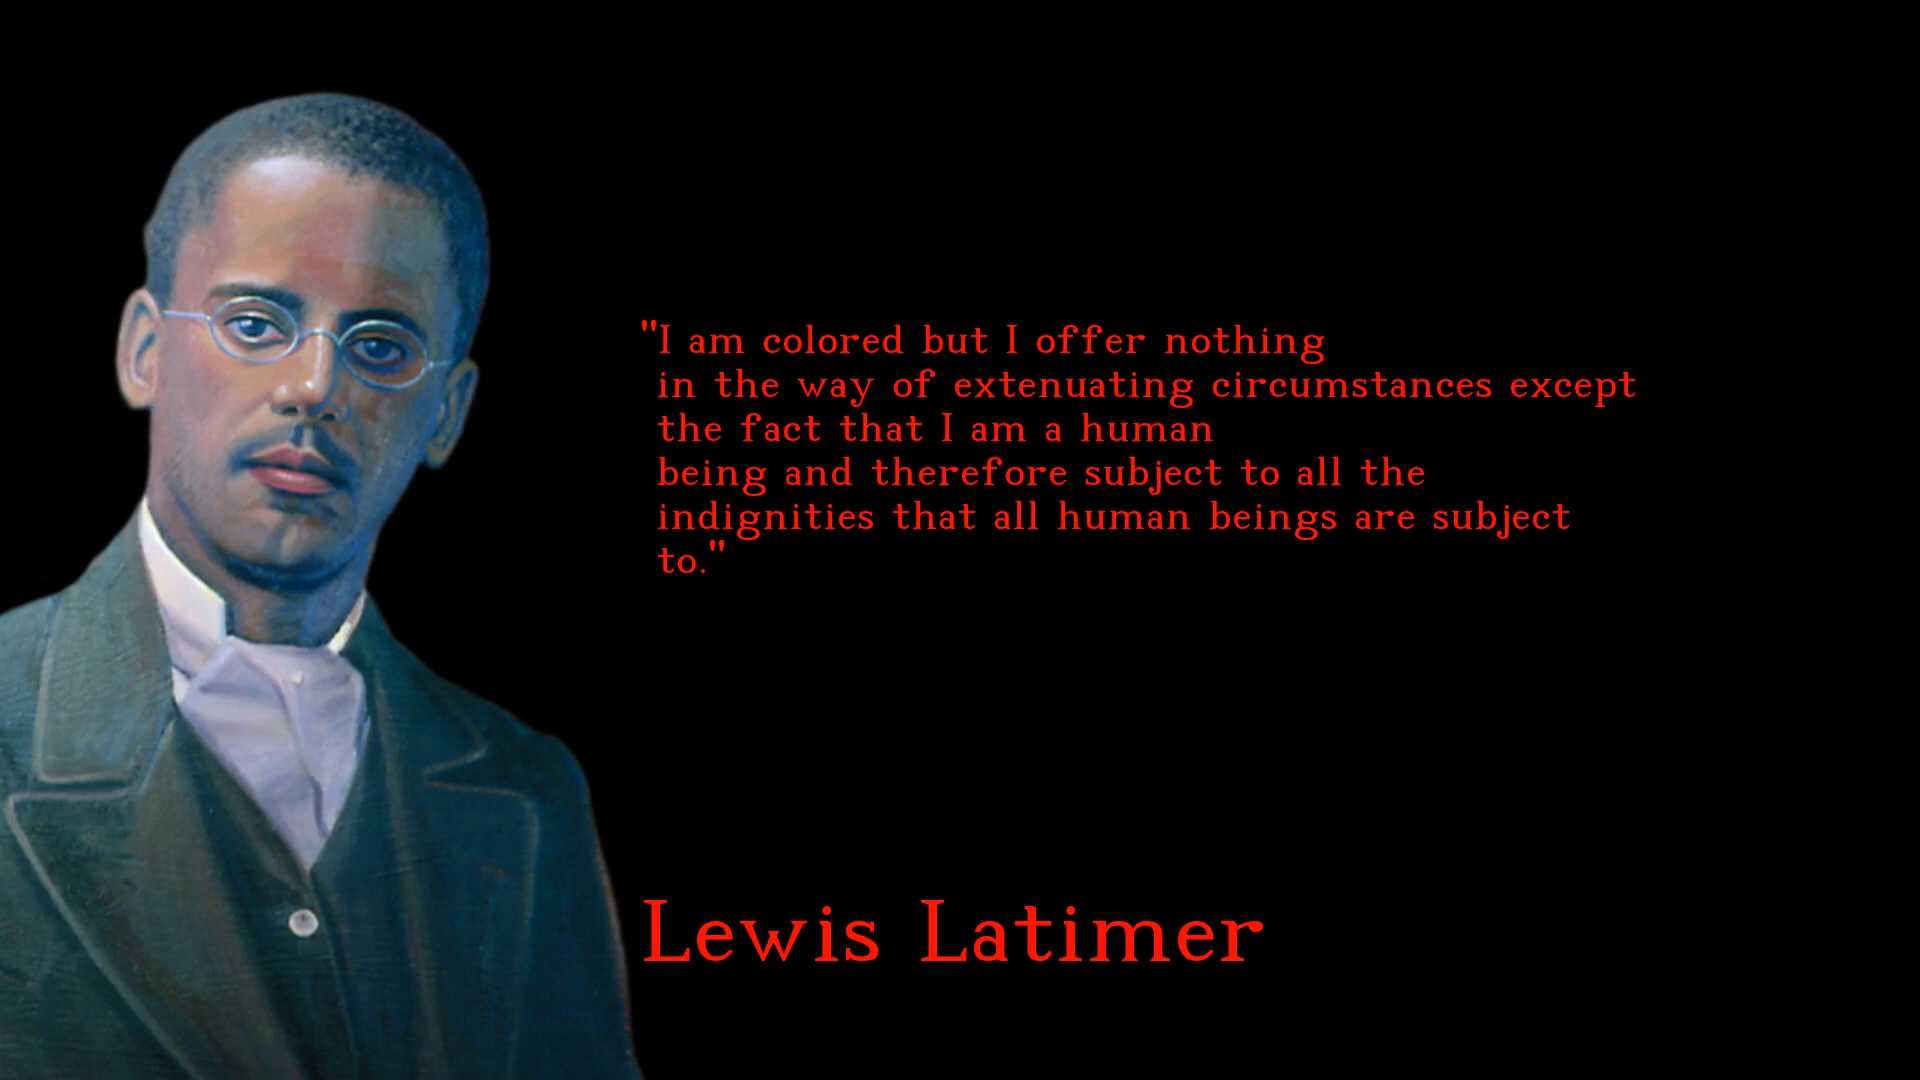 "I am colored but I offer nothing
in the way of extenuating circumstances except
the fact that I am a human
being and therefore subject to all the
indignities that all human beings are subject
to."
Lewis Latimer